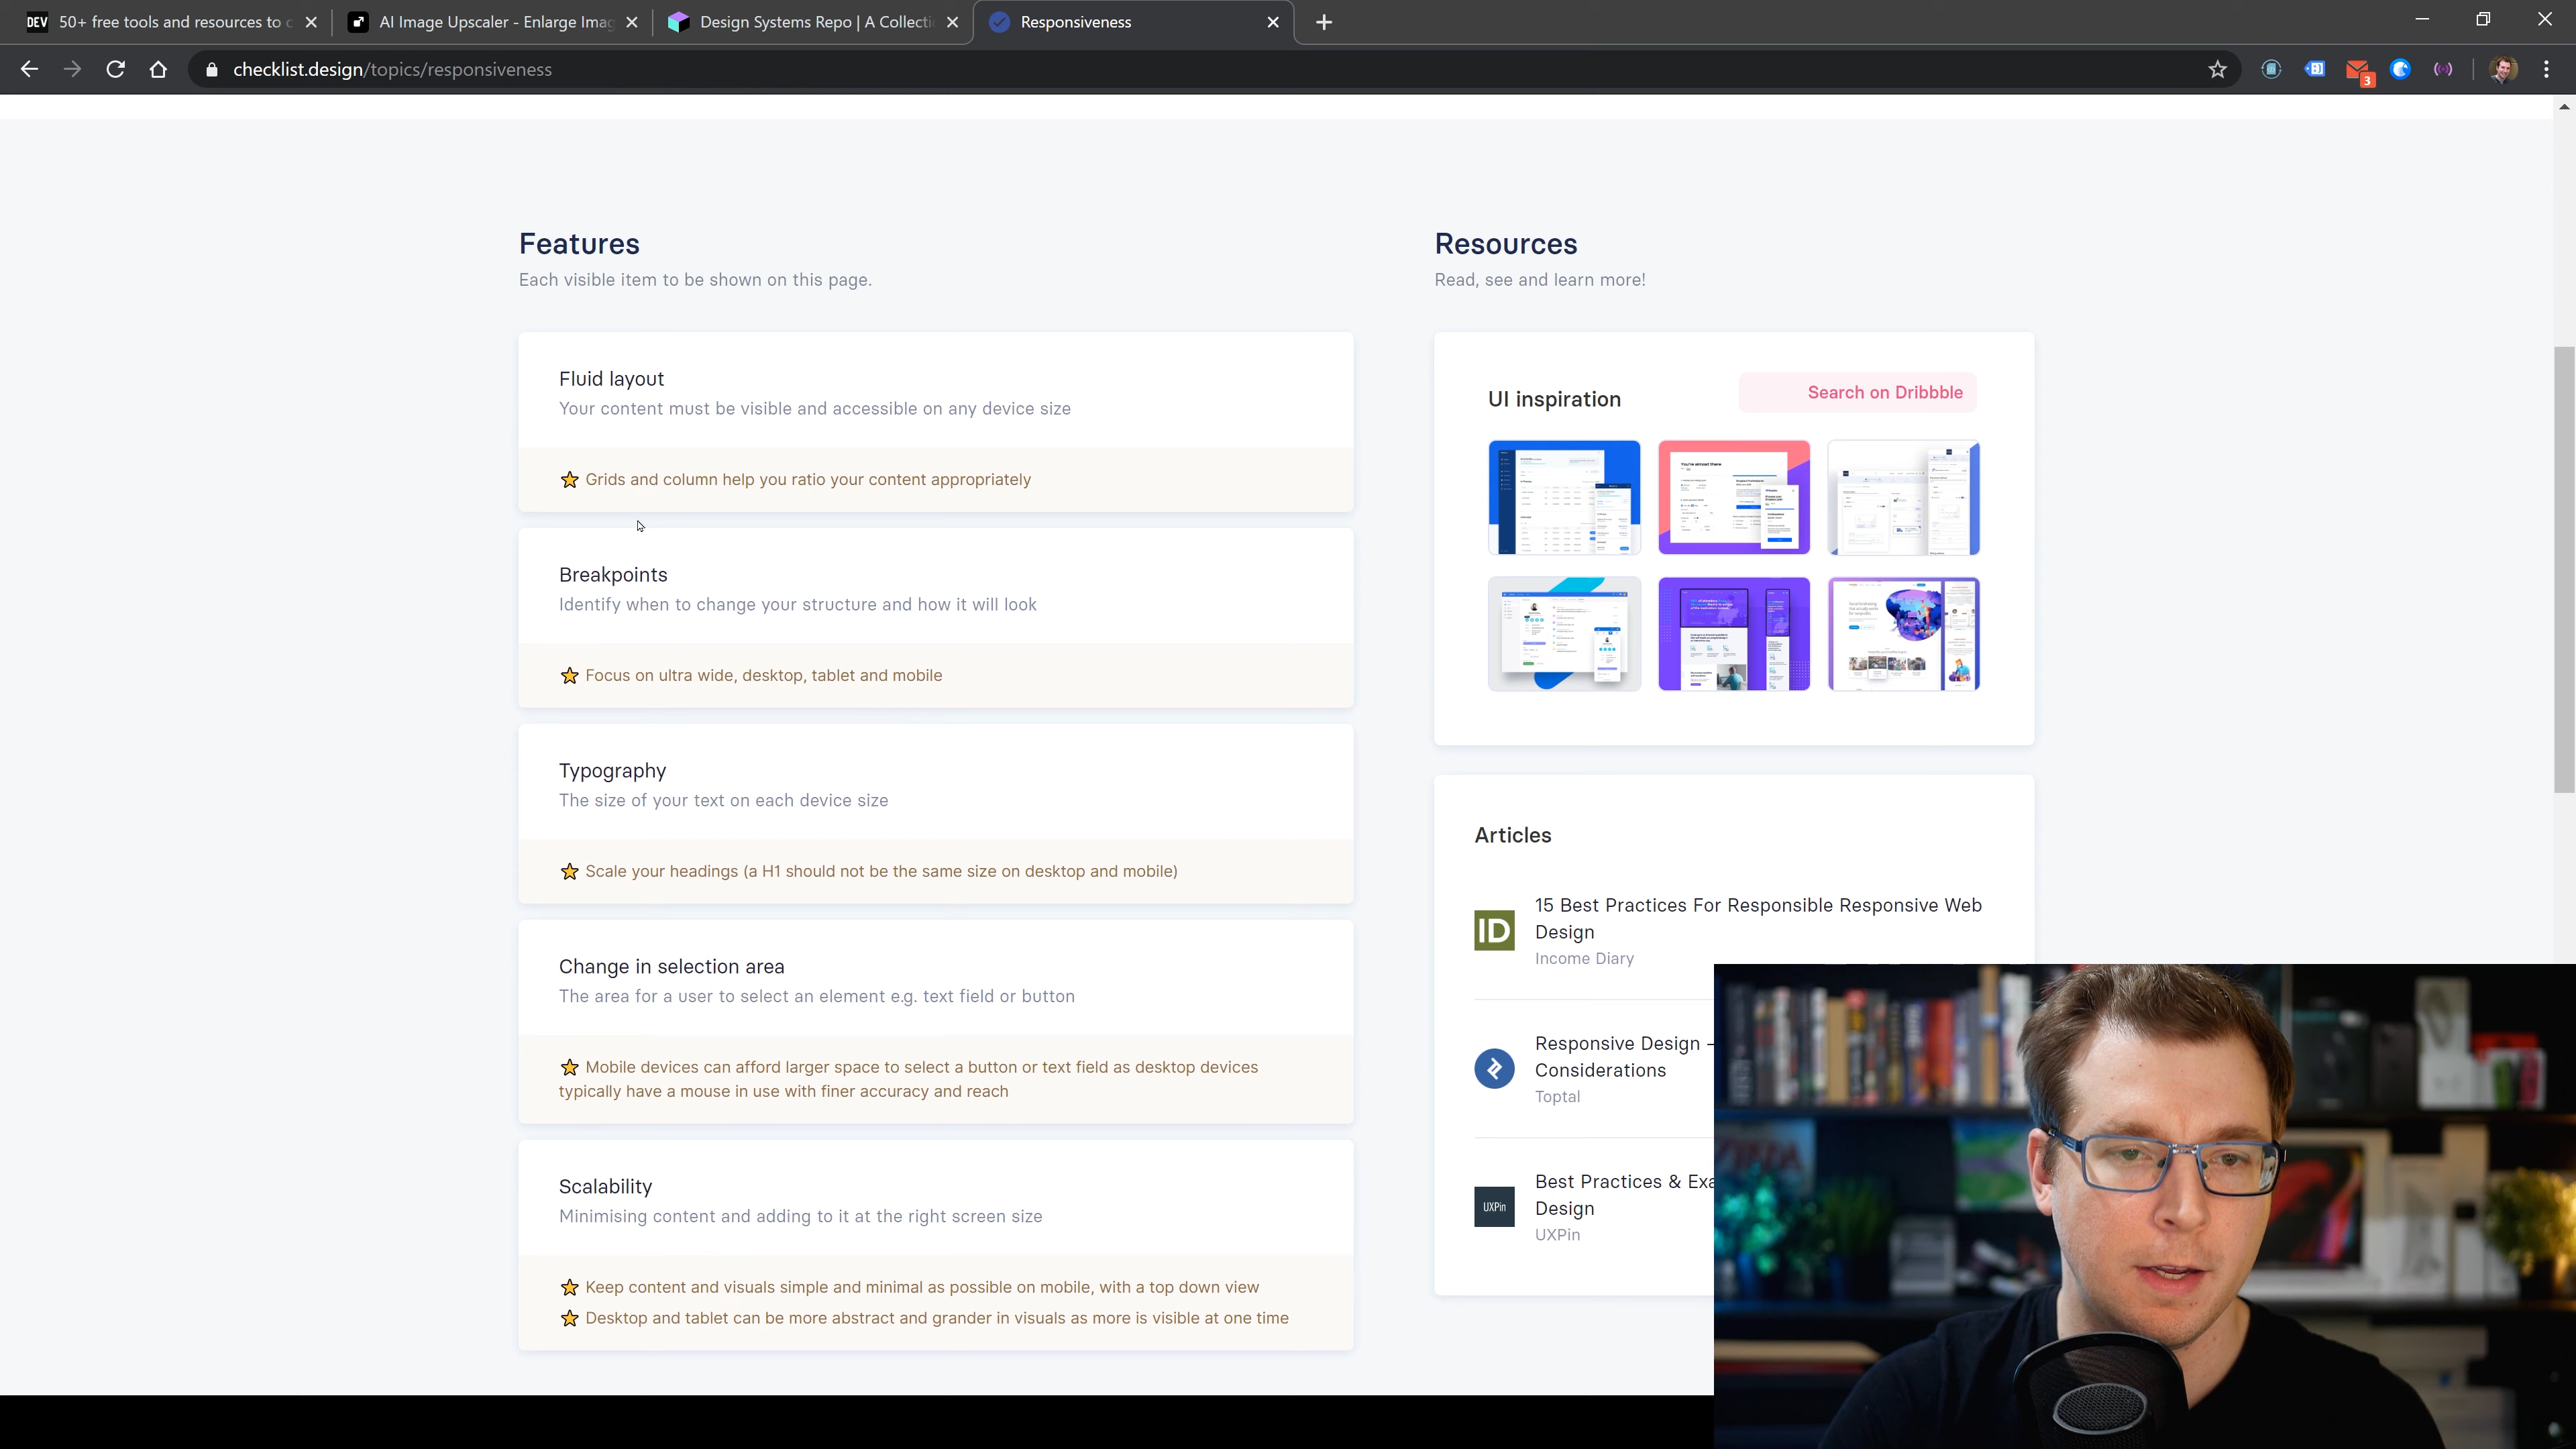 DEV 50+ free tools and resources to c
AI Image Upscaler - Enlarge Imag
Design Systems Repo | A Collecti
Responsiveness
checklist.design/topics/responsiveness
3
Features
Each visible item to be shown on this page.
Fluid layout
Your content must be visible and accessible on any device size
Grids and column help you ratio your content appropriately
Breakpoints
Identify when to change your structure and how it will look
Focus on ultra wide, desktop, tablet and mobile
Typography
The size of your text on each device size
Scale your headings (a H1 should not be the same size on desktop and mobile)
Change in selection area
The area for a user to select an element e.g. text field or button
Mobile devices can afford larger space to select a button or text field as desktop devices
typically have a mouse in use with finer accuracy and reach
Scalability
Minimising content and adding to it at the right screen size
Keep content and visuals simple and minimal as possible on mobile, with a top down view
Desktop and tablet can be more abstract and grander in visuals as more is visible at one time
Resources
Read, see and learn more!
UI inspiration
Search on Dribbble
You're almost there
Articles
ID
15 Best Practices For Responsible Responsive Web
Design
Income Diary
Responsive Design –
Considerations
Toptal
UXPin
Best Practices & Exa
Design
UXPin